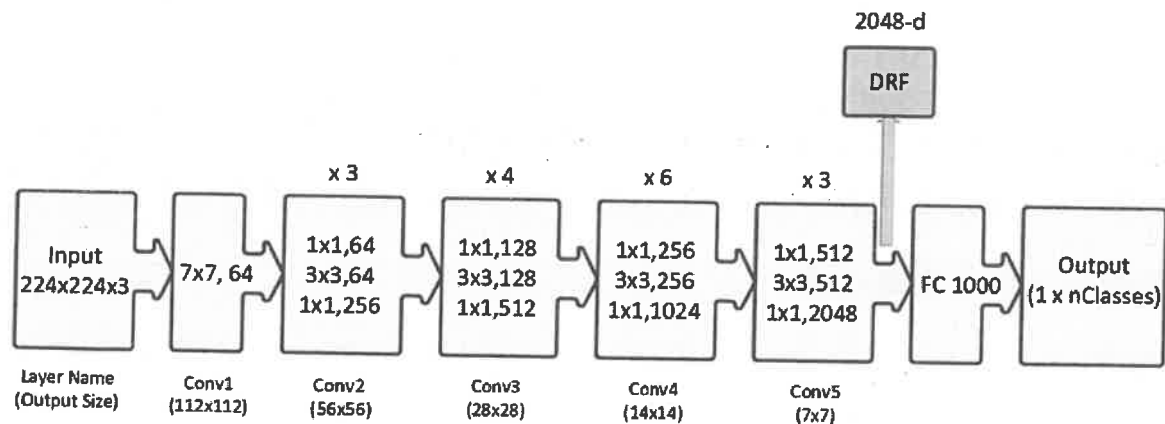 2048-d
DRF
x 3
x 4
x 6
x 3
Input
224x224x3
7x7, 64
1x1,64
3x3,64
1x1,256
1x1,128
3x3,128
1x1,512
1x1,256
3x3,256
1x1,1024
1x1,512
3x3,512
1x1,2048
FC 1000
Output
(1 x nClasses)
Layer Name
(Output Size)
Conv1
(112x112)
Conv2
(56x56)
Conv3
(28x28)
Conv4
(14x14)
Conv5
(7x7)